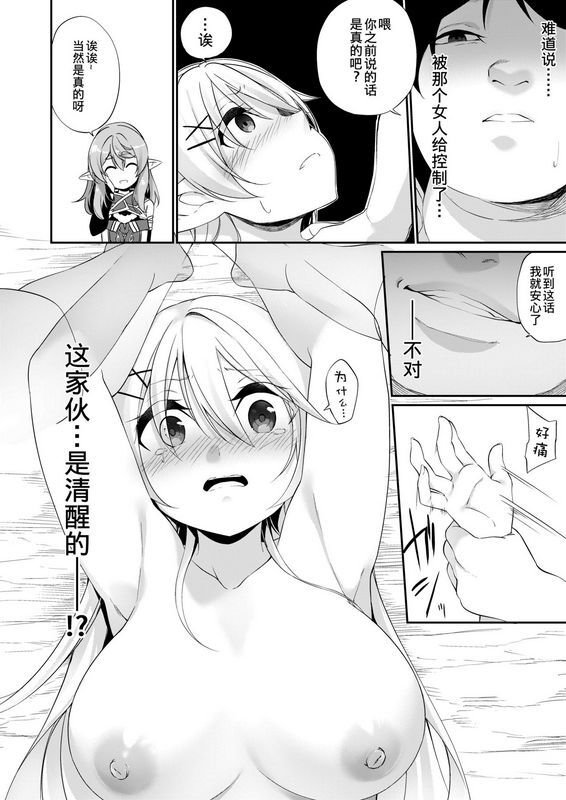 难道说……
被那个女人给控制了…
喂
你之前说的话
是真的吧？
…诶
诶诶~
当然是真的呀
听到这话
我就安心了
——不对
好痛
为什么…
这家伙…是清醒的——!?